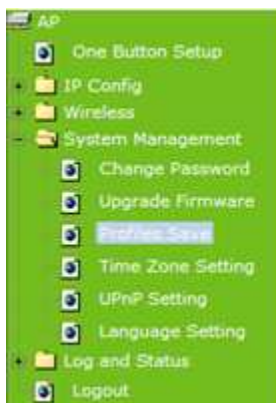 AP
One Button Setup
IP Config
Wireless
System Management
Change Password
Upgrade Firmware
Profiles Save
Time Zone Setting
UPnP Setting
Language Setting
Log and Status
Logout